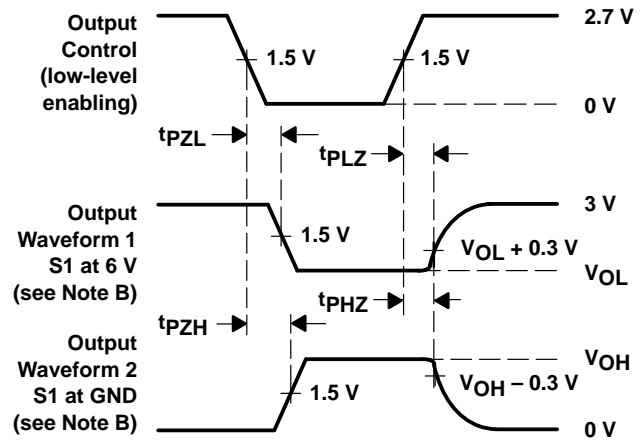 Output
Control
(low-level
enabling)
1.5 V
1.5 V
2.7 V
0 V
tPZL
tPLZ
Output
Waveform 1
S1 at 6 V
(see Note B)
1.5 V
3 V
VOL + 0.3 V
VOL
tPZH
tPHZ
Output
Waveform 2
S1 at GND
(see Note B)
1.5 V
VOH
VOH – 0.3 V
0 V